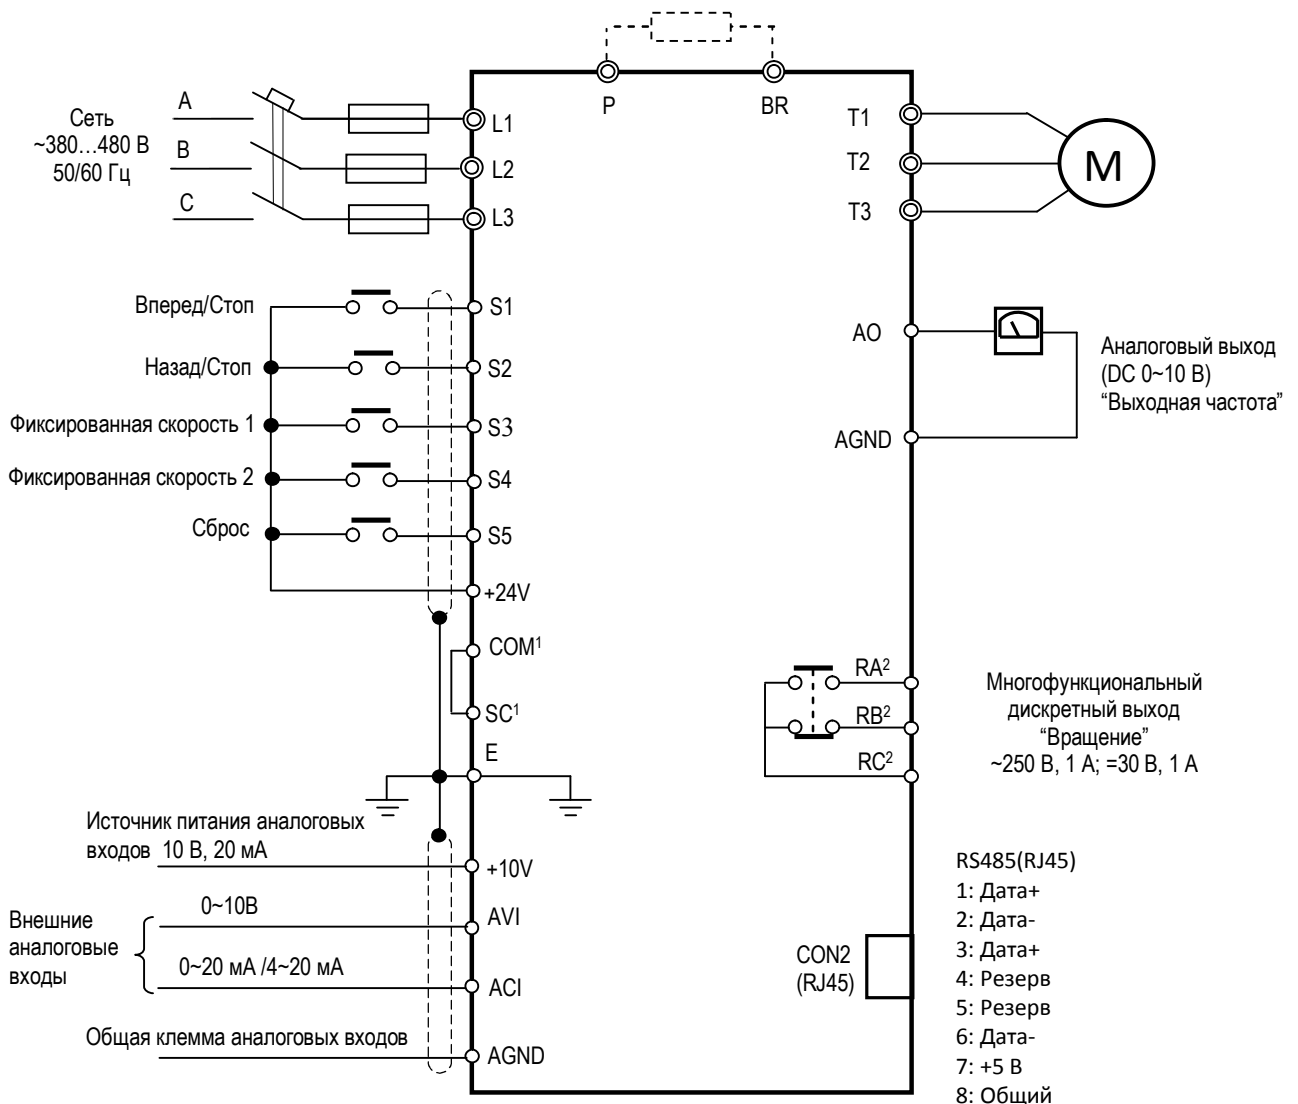 P
BR
Сеть
~380...480 В
50/60 Гц
A
B
C
L1
L2
L3
T1
T2
T3
M
Вперед/Стоп
S1
Назад/Стоп
S2
Фиксированная скорость 1
S3
Фиксированная скорость 2
S4
Сброс
S5
+24V
COM¹
SC¹
E
AO
AGND
Аналоговый выход
(DC 0~10 В)
“Выходная частота”
RA²
RB²
RC²
Многофункциональный
дискретный выход
“Вращение”
~250 В, 1 А; =30 В, 1 А
Источник питания аналоговых
входов 10 В, 20 мА
+10V
Внешние
аналоговые
входы
0~10В
AVI
0~20 мА /4~20 мА
ACI
Общая клемма аналоговых входов
AGND
CON2
(RJ45)
RS485(RJ45)
1: Дата+
2: Дата-
3: Дата+
4: Резерв
5: Резерв
6: Дата-
7: +5 В
8: Общий